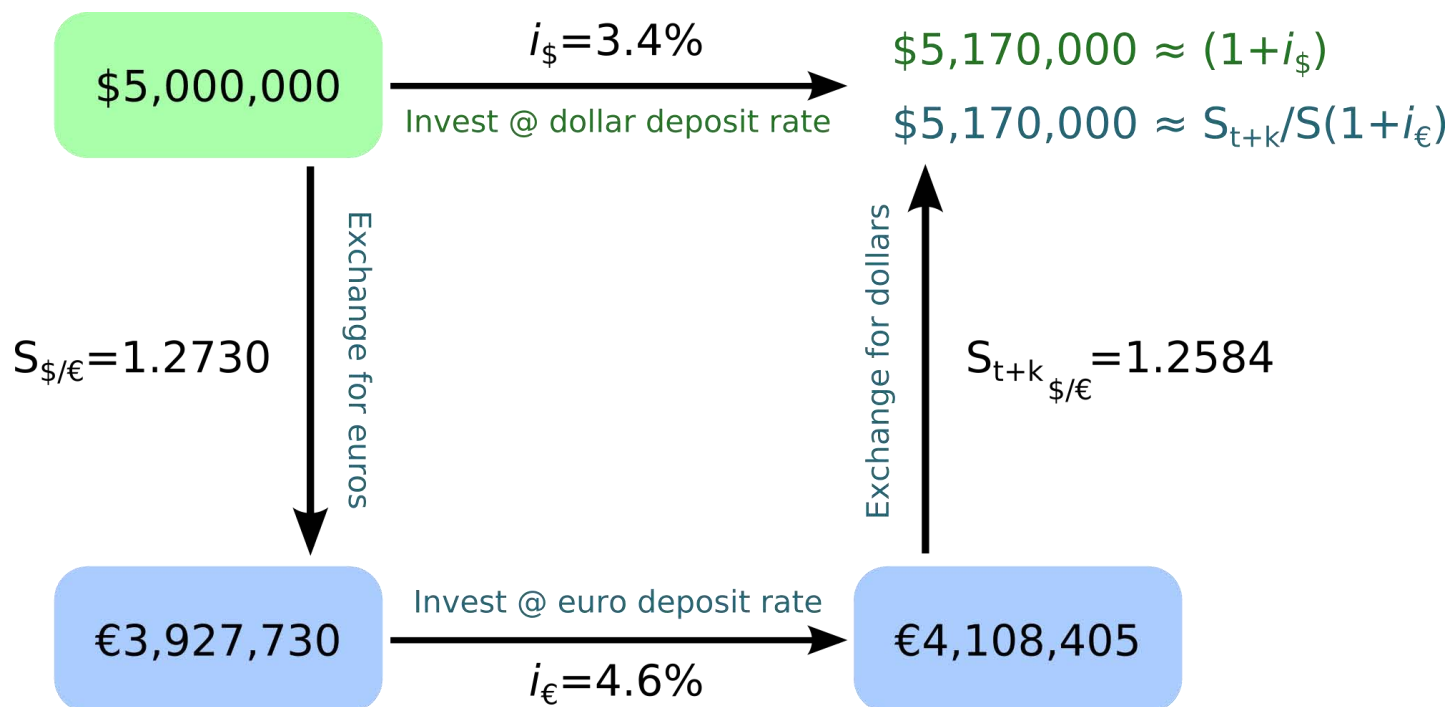 $5,000,000
i$=3.4%
Invest @ dollar deposit rate
$5,170,000 ≈ (1+i$)
$5,170,000 ≈ St+k/S(1+i€)
S$/€=1.2730
Exchange for euros
Exchange for dollars
St+k $/€=1.2584
€3,927,730
Invest @ euro deposit rate
i€=4.6%
€4,108,405